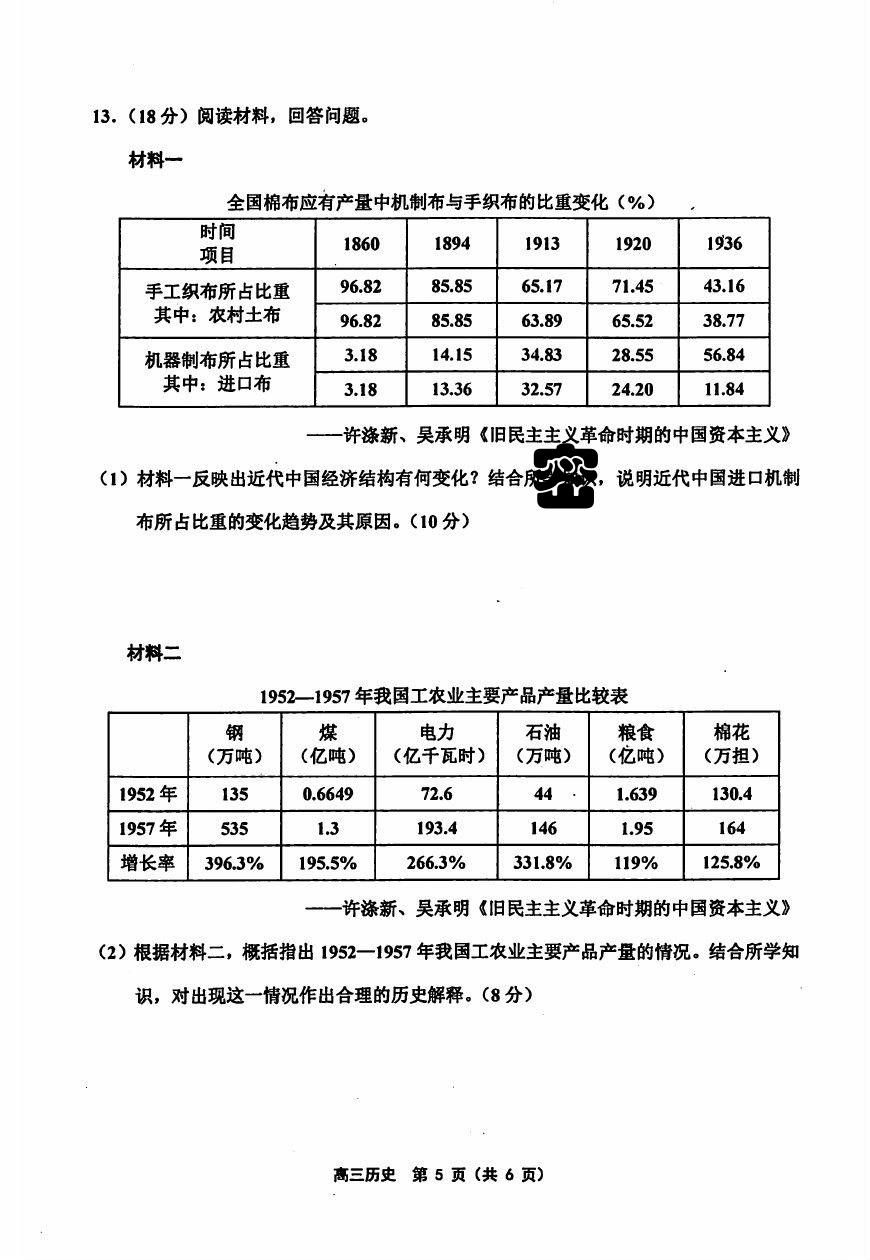 13.（18 分）阅读材料，回答问题。
材料一
全国棉布应有产量中机制布与手织布的比重变化（%）
时间
项目 1860 1894 1913 1920 1936
手工织布所占比重 96.82 85.85 65.17 71.45 43.16
其中：农村土布 96.82 85.85 63.89 65.52 38.77
机器制布所占比重 3.18 14.15 34.83 28.55 56.84
其中：进口布 3.18 13.36 32.57 24.20 11.84
——许涤新、吴承明《旧民主主义革命时期的中国资本主义》
（1）材料一反映出近代中国经济结构有何变化？结合，说明近代中国进口机制
布所占比重的变化趋势及其原因。（10 分）
材料二
1952—1957 年我国工农业主要产品产量比较表
钢 煤 电力 石油 粮食 棉花
（万吨） （亿吨） （亿千瓦时） （万吨） （亿吨） （万担）
1952 年 135 0.6649 72.6 44 1.639 130.4
1957 年 535 1.3 193.4 146 1.95 164
增长率 396.3% 195.5% 266.3% 331.8% 119% 125.8%
——许涤新、吴承明《旧民主主义革命时期的中国资本主义》
（2）根据材料二，概括指出 1952—1957 年我国工农业主要产品产量的情况。结合所学知
识，对出现这一情况作出合理的历史解释。（8 分）
高三历史 第 5 页（共 6 页）